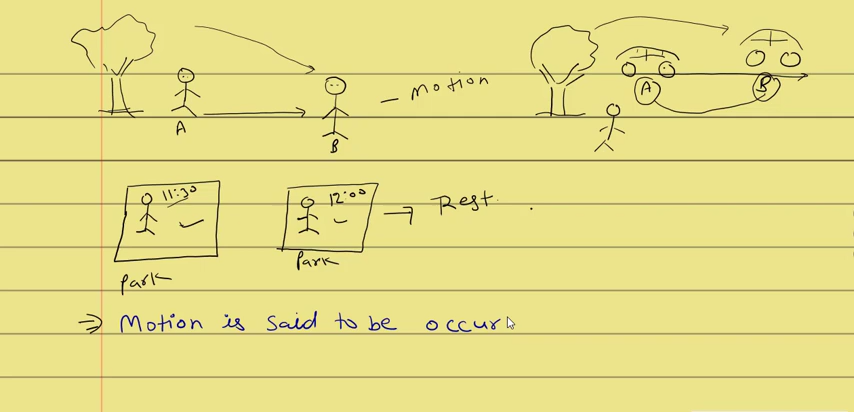 – Motion
A
B
A
B
11:30
12:00
→ Rest.
Park
Park
⇒ Motion is said to be occur